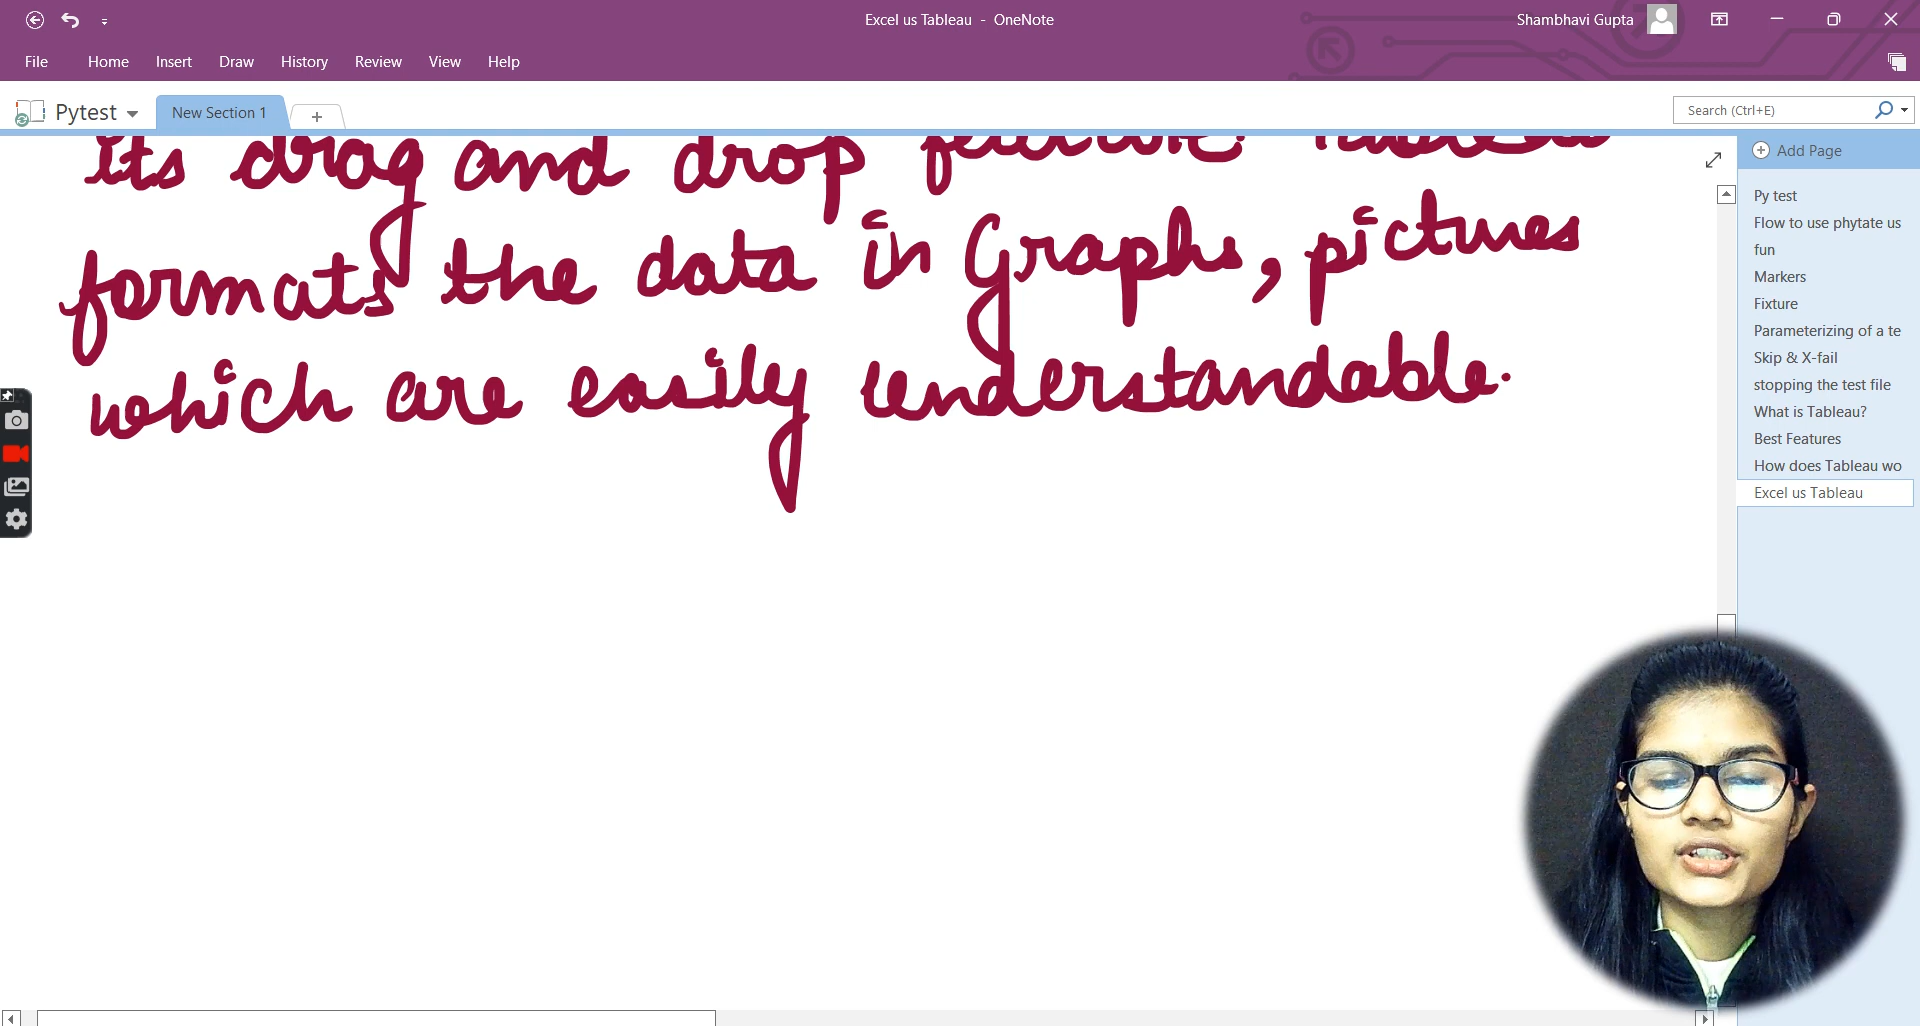 Excel us Tableau - OneNote
Shambhavi Gupta
File Home Insert Draw History Review View Help
Pytest
New Section 1
+
Search (Ctrl+E)
its drag and drop feature Tableau
formats the data in Graphs, pictures
which are easily understandable.
Add Page
Py test
Flow to use phytate us
fun
Markers
Fixture
Parameterizing of a te
Skip & X-fail
stopping the test file
What is Tableau?
Best Features
How does Tableau wo
Excel us Tableau